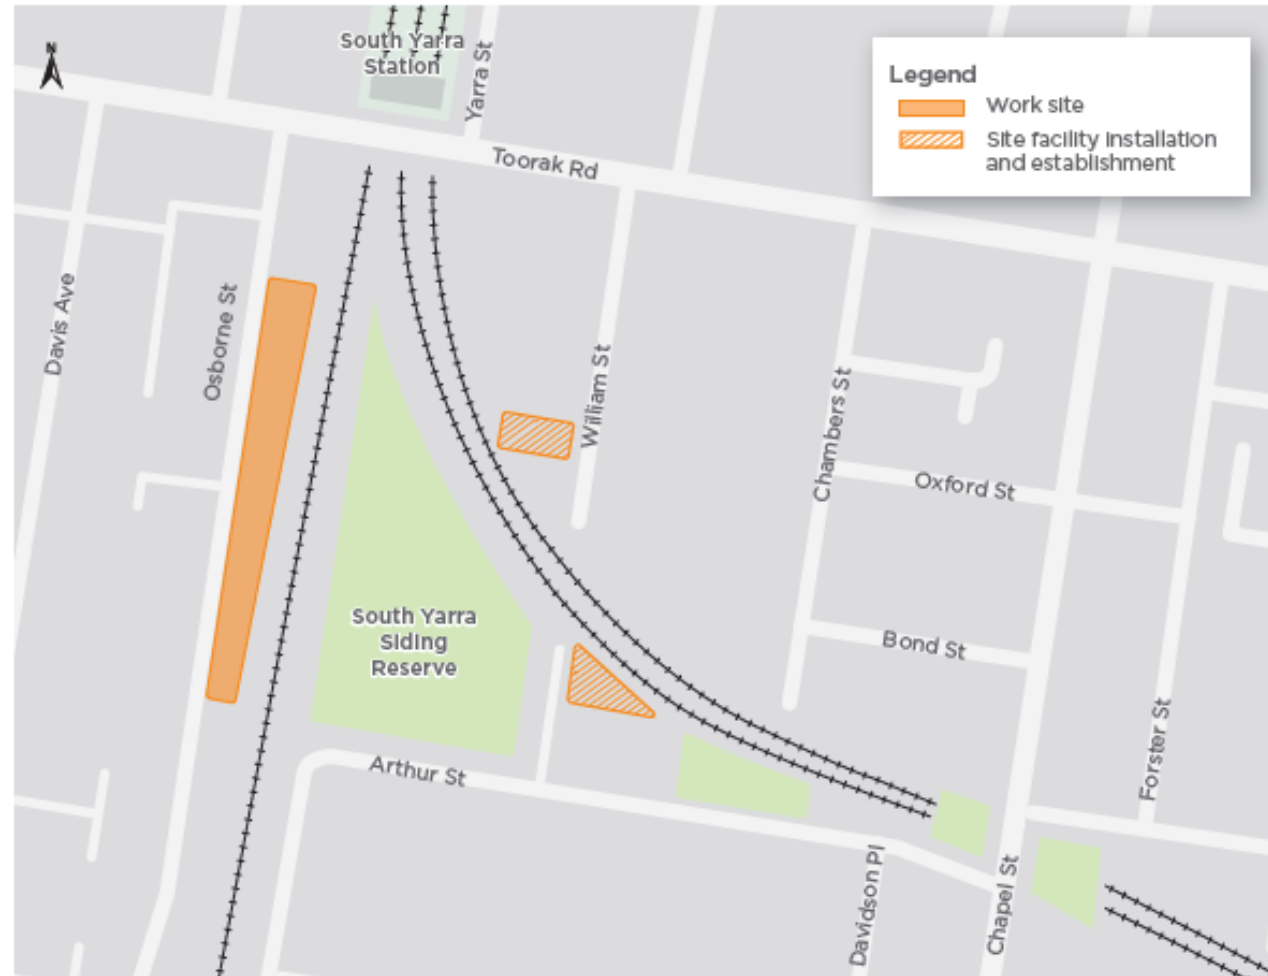 N
South Yarra
Station
Yarra St
Toorak Rd
Legend
Work site
Site facility installation
and establishment
Davis Ave
Osborne St
William St
Chambers St
Oxford St
South Yarra
Siding
Reserve
Bond St
Forster St
Arthur St
Davidson Pl
Chapel St